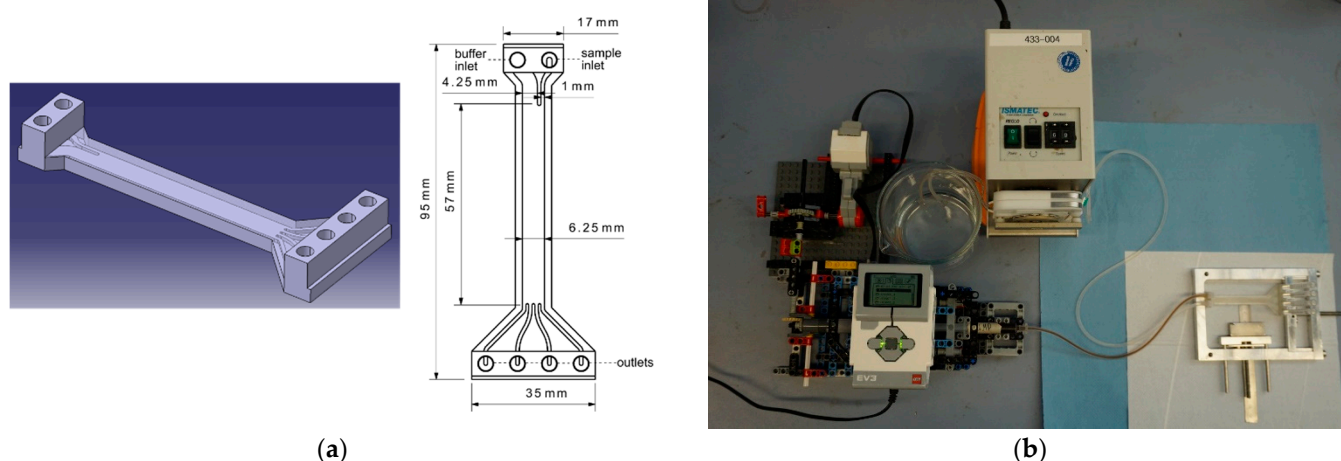 17 mm
buffer
inlet
sample
inlet
4.25 mm
1 mm
95 mm
57 mm
6.25 mm
outlets
35 mm
(a)
433-004
ISMATEC
EV3
(b)